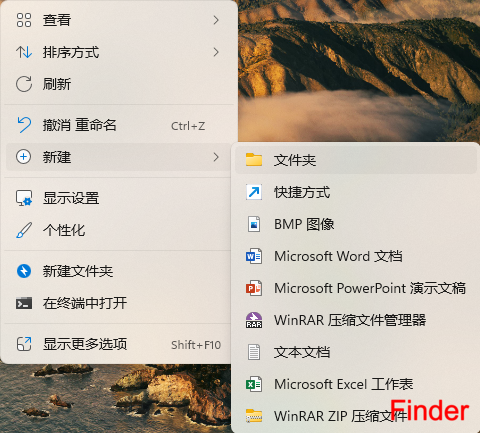 查看
排序方式
刷新
撤消 重命名 Ctrl+Z
新建
显示设置
个性化
新建文件夹
在终端中打开
显示更多选项 Shift+F10
文件夹
快捷方式
BMP 图像
Microsoft Word 文档
Microsoft PowerPoint 演示文稿
WinRAR 压缩文件管理器
文本文档
Microsoft Excel 工作表
WinRAR ZIP 压缩文件
Finder